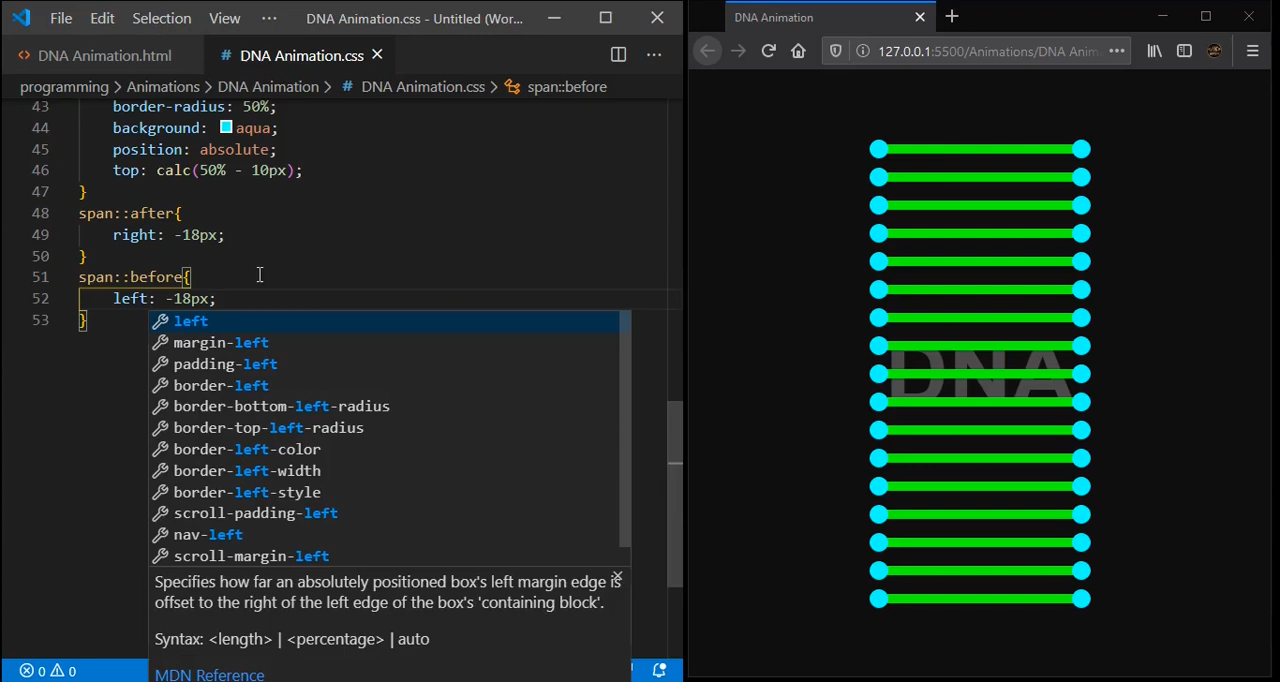 File Edit Selection View ··· DNA Animation.css - Untitled (Wor...
DNA Animation.html # DNA Animation.css
programming > Animations > DNA Animation > # DNA Animation.css > span::before
43 border-radius: 50%;
44 background: aqua;
45 position: absolute;
46 top: calc(50% - 10px);
47 }
48 span::after{
49 right: -18px;
50 }
51 span::before{
52 left: -18px;
53 }
left
margin-left
padding-left
border-left
border-bottom-left-radius
border-top-left-radius
border-left-color
border-left-width
border-left-style
scroll-padding-left
nav-left
scroll-margin-left
Specifies how far an absolutely positioned box's left margin edge is
offset to the right of the left edge of the box's 'containing block'.
Syntax: <length> | <percentage> | auto
MDN Reference
0 0
DNA Animation
127.0.0.1:5500/Animations/DNA Anim
DNA